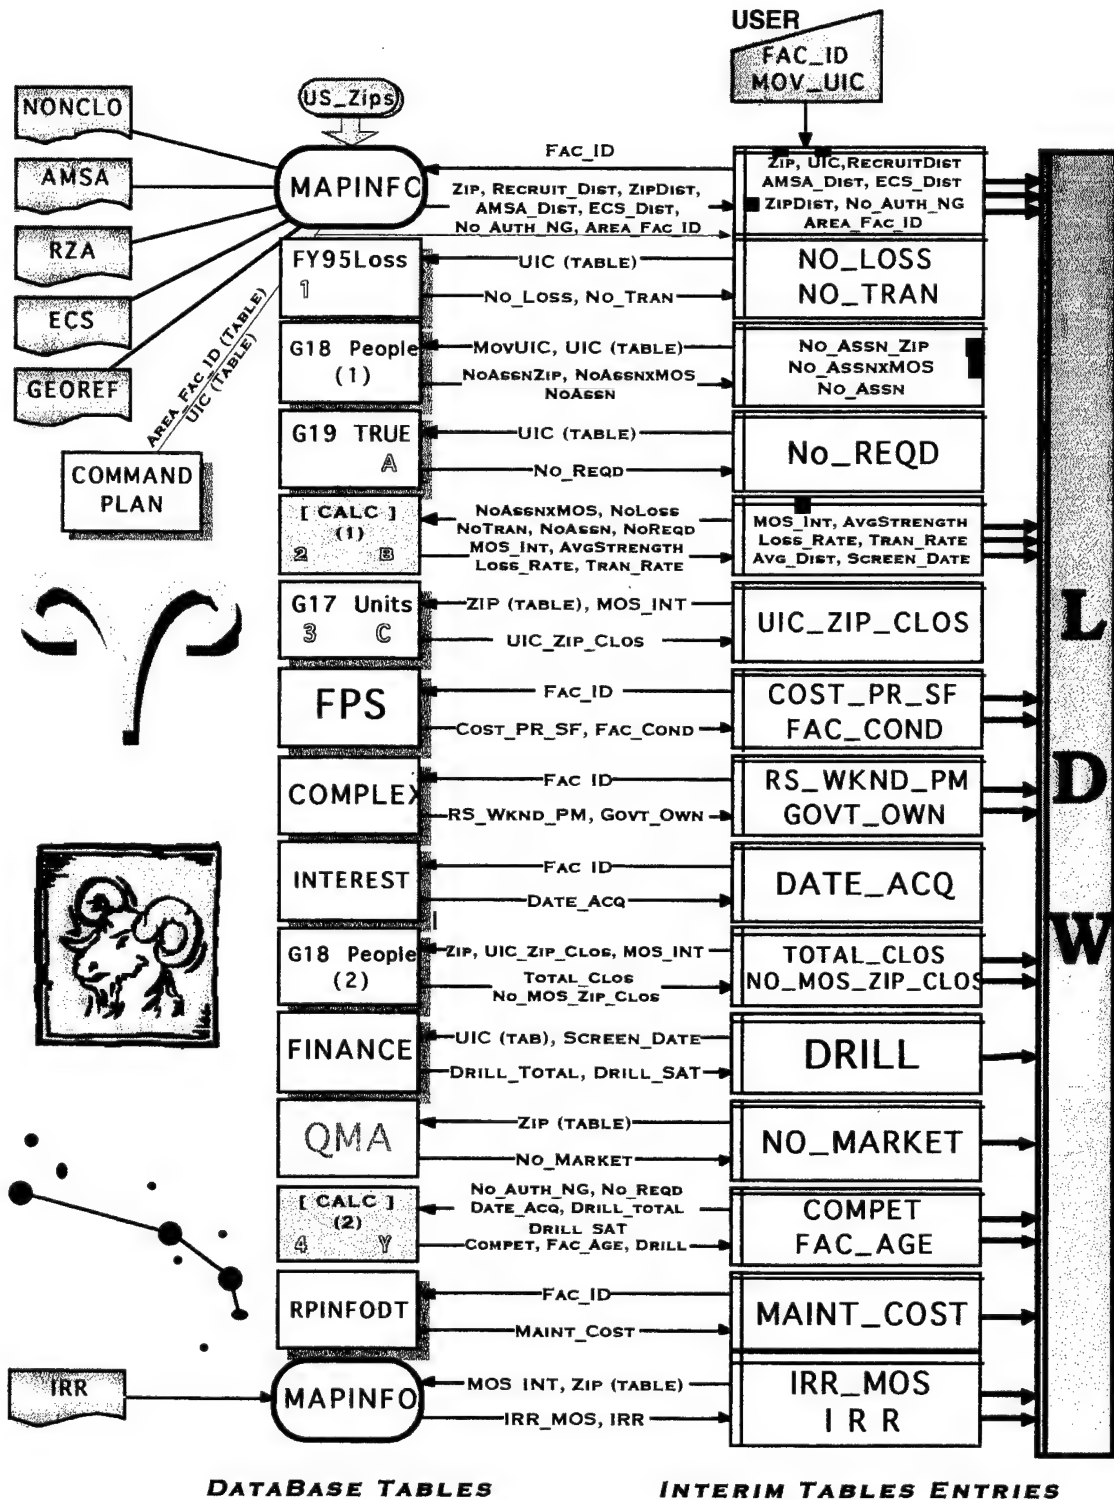 USER
FAC_ID
MOV_UIC
US_Zips
NONCLO
AMSA
RZA
ECS
GEOREF
AREA_FAC_ID (TABLE)
UIC (TABLE)
COMMAND
PLAN
MAPINFO
FAC_ID
ZIP, RECRUIT_DIST, ZIPDIST,
AMSA_DIST, ECS_DIST,
NO_AUTH_NG, AREA_FAC_ID
ZIP, UIC, RECRUITDIST
AMSA_DIST, ECS_DIST
ZIPDIST, NO_AUTH_NG
AREA_FAC_ID
FY95Loss
1
UIC (TABLE)
NO_LOSS, NO_TRAN
NO_LOSS
NO_TRAN
G18 People
(1)
MOVUIC, UIC (TABLE)
NOASSNZIP, NOASSNXMOS
NOASSN
NO_ASSN_ZIP
NO_ASSNXMOS
NO_ASSN
G19 TRUE
A
UIC (TABLE)
NO_REQD
No_REQD
[ CALC ]
(1)
2 B
NOASSNXMOS, NOLOSS
NOTRAN, NOASSN, NOREQD
MOS_INT, AVGSTRENGTH
LOSS_RATE, TRAN_RATE
MOS_INT, AVGSTRENGTH
LOSS_RATE, TRAN_RATE
AVG_DIST, SCREEN_DATE
G17 Units
3 C
ZIP (TABLE), MOS_INT
UIC_ZIP_CLOS
UIC_ZIP_CLOS
FPS
FAC_ID
COST_PR_SF, FAC_COND
COST_PR_SF
FAC_COND
COMPLEX
FAC ID
RS_WKND_PM, GOVT_OWN
RS_WKND_PM
GOVT_OWN
INTEREST
FAC ID
DATE_ACQ
DATE_ACQ
G18 People
(2)
ZIP, UIC_ZIP_CLOS, MOS_INT
TOTAL_CLOS
NO_MOS_ZIP_CLOS
TOTAL_CLOS
NO_MOS_ZIP_CLOS
FINANCE
UIC (TAB), SCREEN_DATE
DRILL_TOTAL, DRILL_SAT
DRILL
QMA
ZIP (TABLE)
NO_MARKET
NO_MARKET
[ CALC ]
(2)
4 Y
NO_AUTH_NG, NO_REQD
DATE_ACQ, DRILL_TOTAL
DRILL SAT
COMPET, FAC_AGE, DRILL
COMPET
FAC_AGE
RPINFODT
FAC_ID
MAINT_COST
MAINT_COST
IRR
MAPINFO
MOS INT, ZIP (TABLE)
IRR_MOS, IRR
IRR_MOS
I R R
L
D
W
DATABASE TABLES
INTERIM TABLES ENTRIES